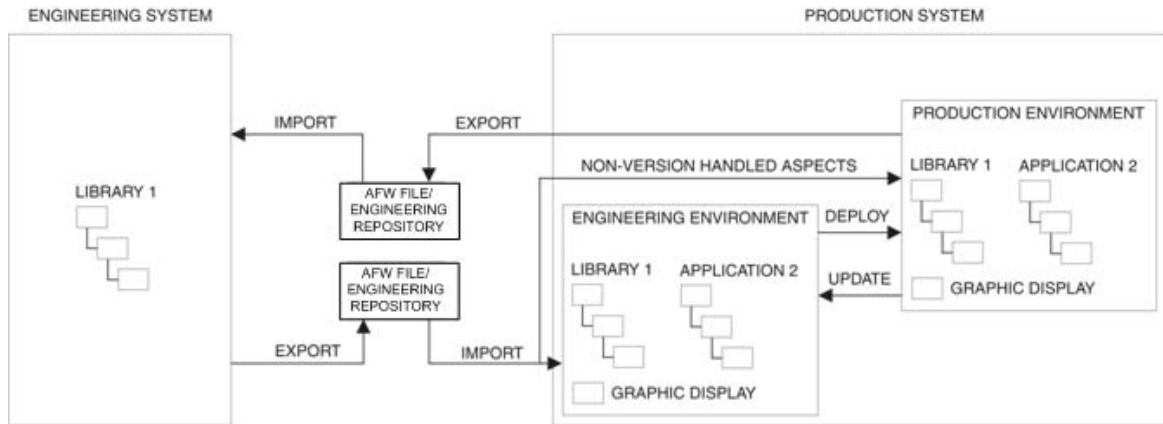 ENGINEERING SYSTEM
PRODUCTION SYSTEM
IMPORT
EXPORT
PRODUCTION ENVIRONMENT
NON-VERSION HANDLED ASPECTS
LIBRARY 1
APPLICATION 2
LIBRARY 1
AFW FILE/
ENGINEERING
REPOSITORY
ENGINEERING ENVIRONMENT
DEPLOY
AFW FILE/
ENGINEERING
REPOSITORY
LIBRARY 1
APPLICATION 2
UPDATE
GRAPHIC DISPLAY
EXPORT
IMPORT
GRAPHIC DISPLAY